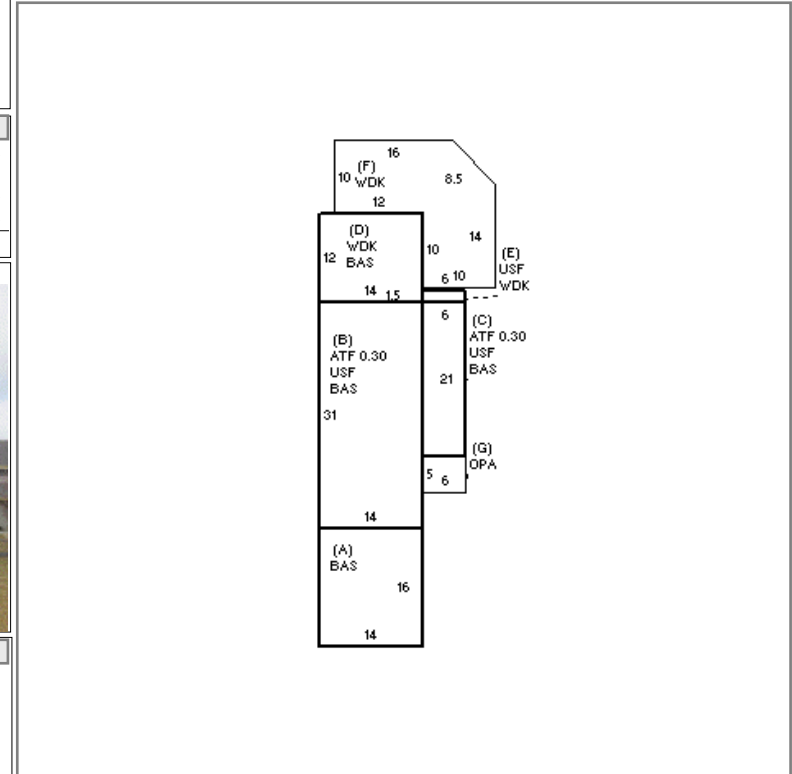 16
(F)
10 WDK
8.5
12
(D)
WDK
12 BAS
10
14
(E)
USF
WDK
6 10
14 1.5
6
(C)
ATF 0.30
USF
BAS
(B)
ATF 0.30
USF
BAS
21
31
(G)
OPA
5 6
14
(A)
BAS
16
14